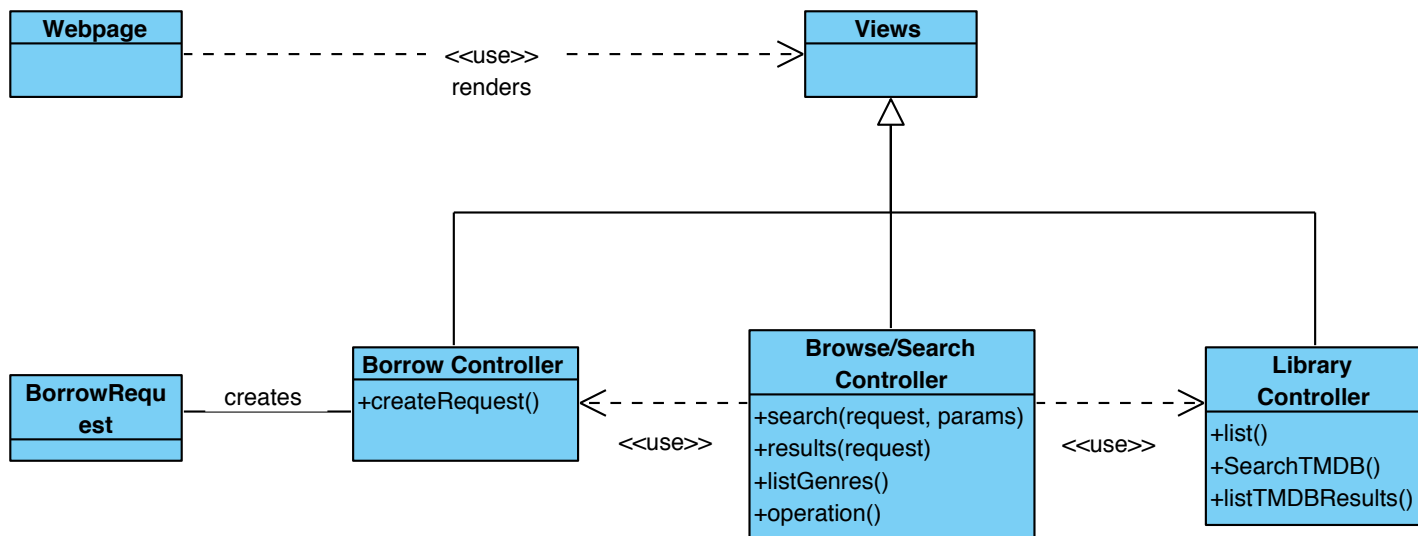 Webpage
<<use>>
renders
Views
BorrowRequ
est
creates
Borrow Controller
+createRequest()
<<use>>
Browse/Search
Controller
+search(request, params)
+results(request)
+listGenres()
+operation()
<<use>>
Library
Controller
+list()
+SearchTMDB()
+listTMDBResults()